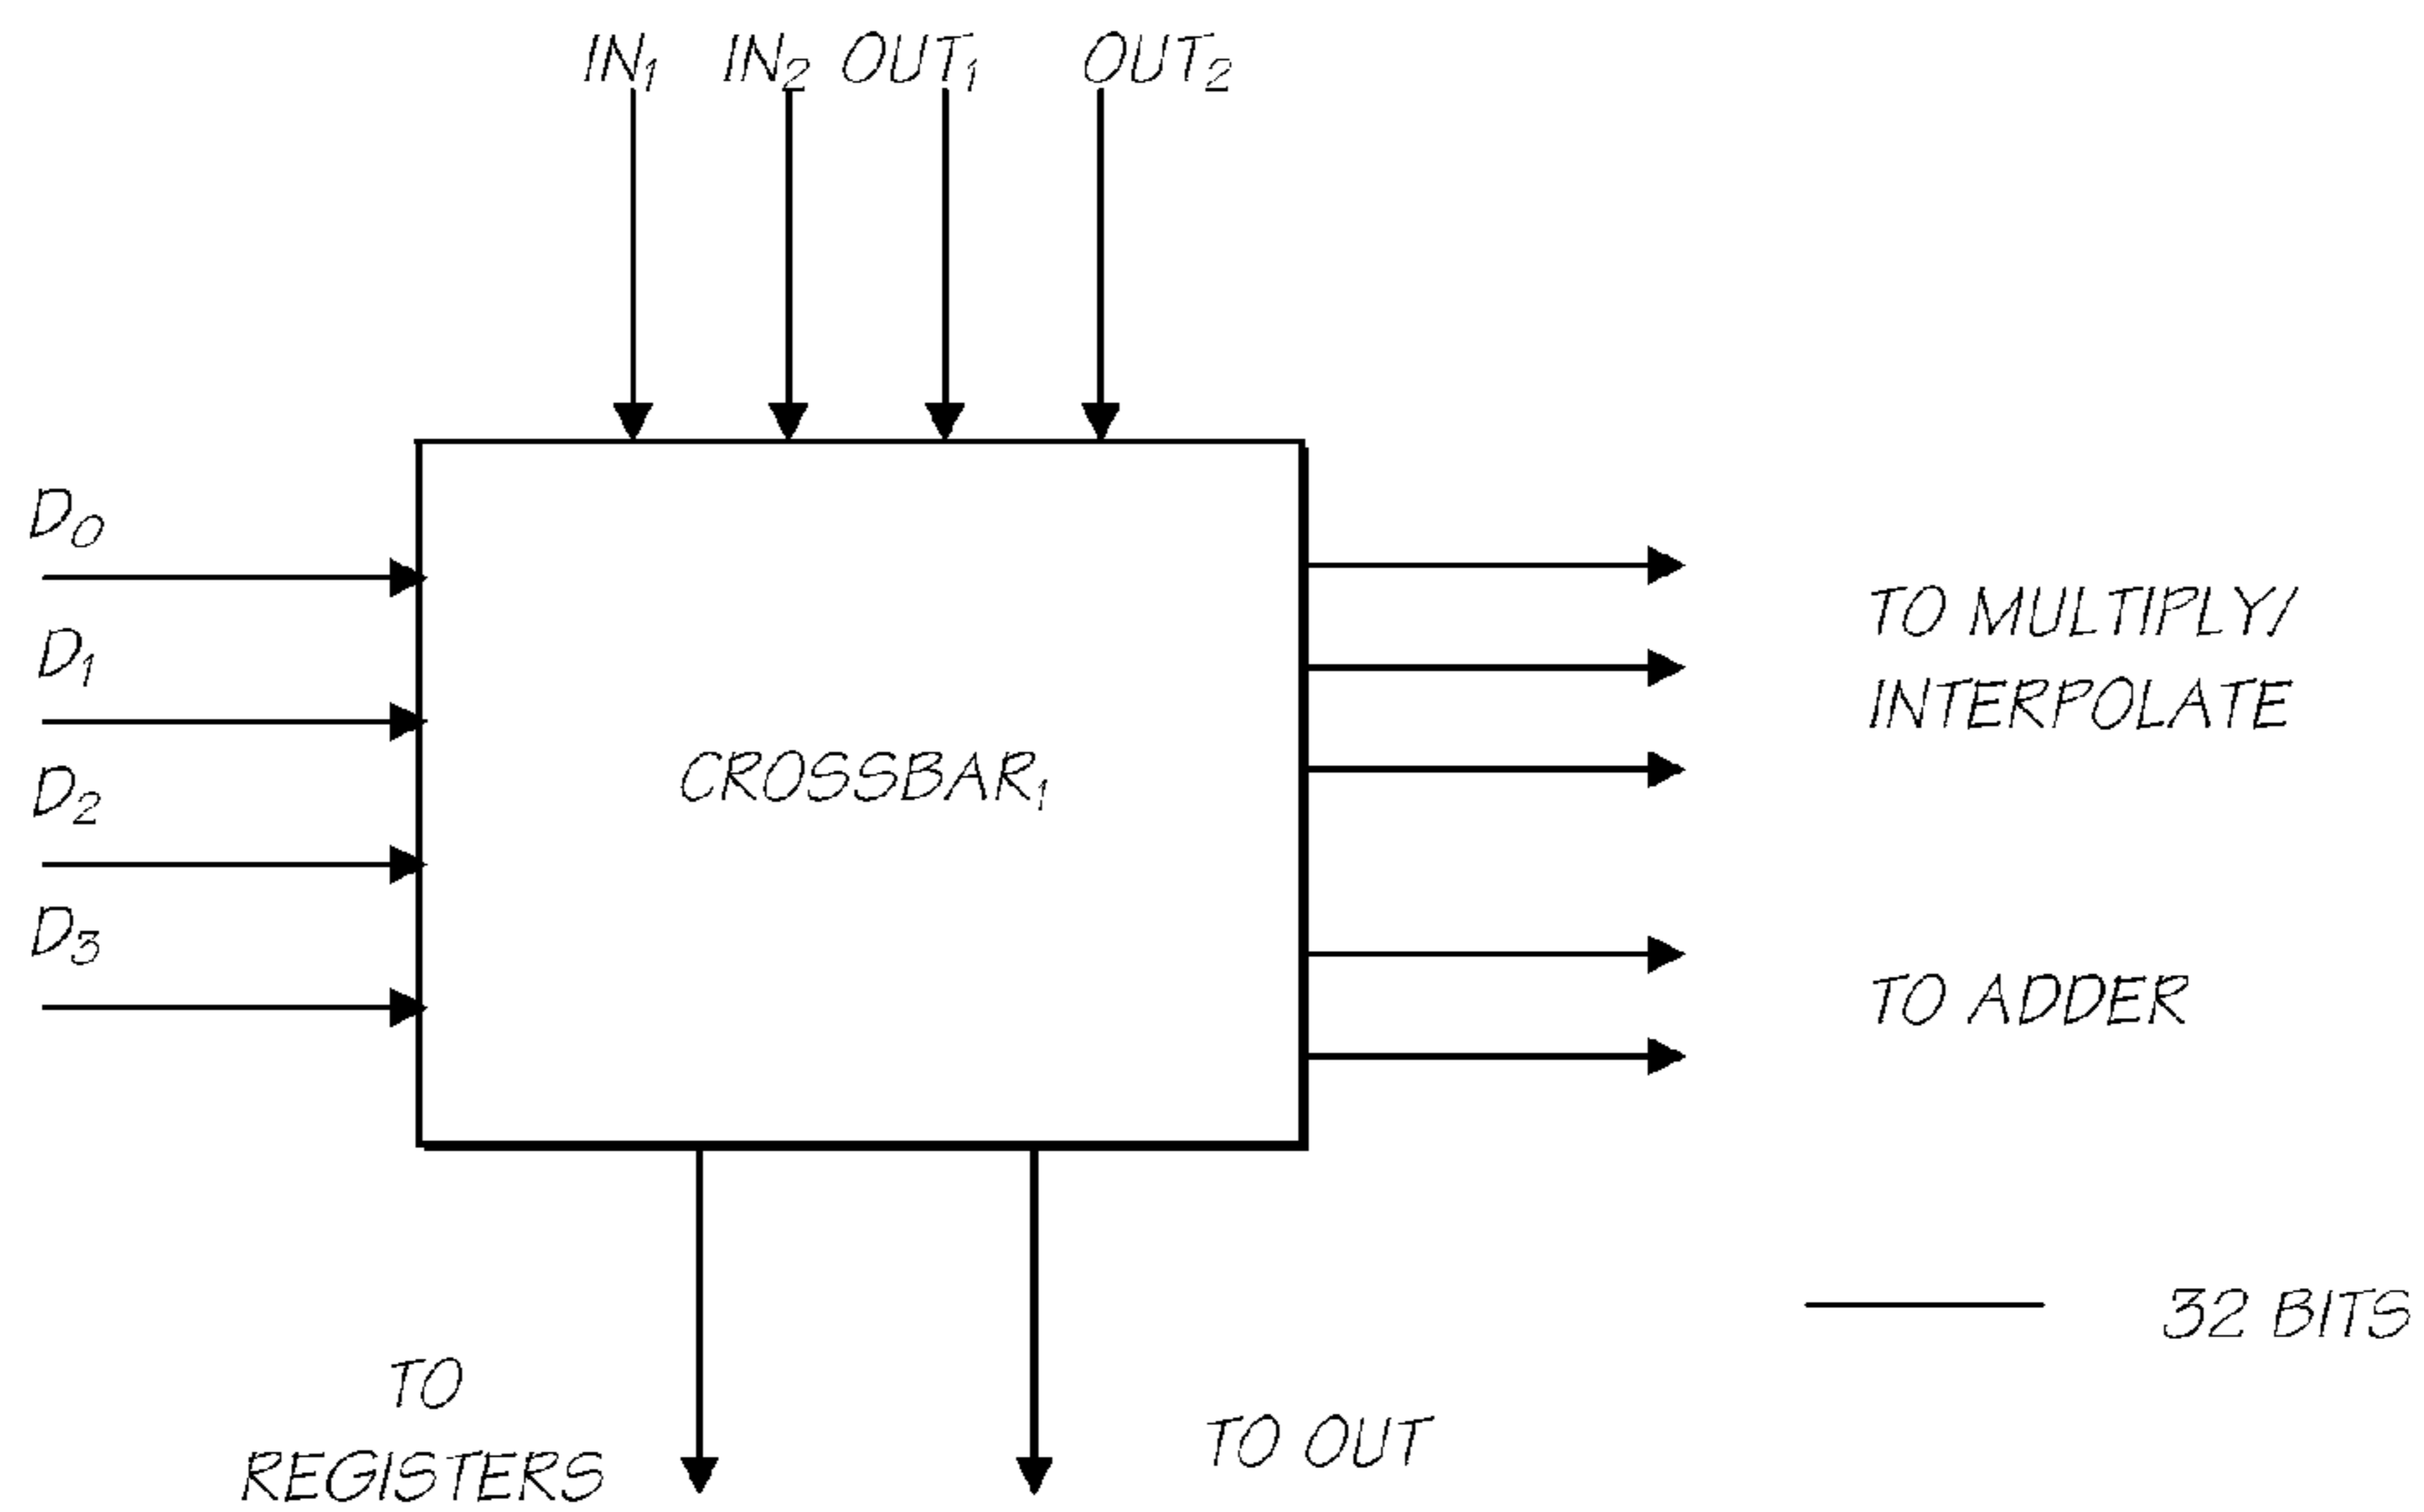 IN1 IN2 OUT1 OUT2
D0
D1
D2
D3
CROSSBAR1
TO MULTIPLY/
INTERPOLATE
TO ADDER
32 BITS
TO
REGISTERS
TO OUT